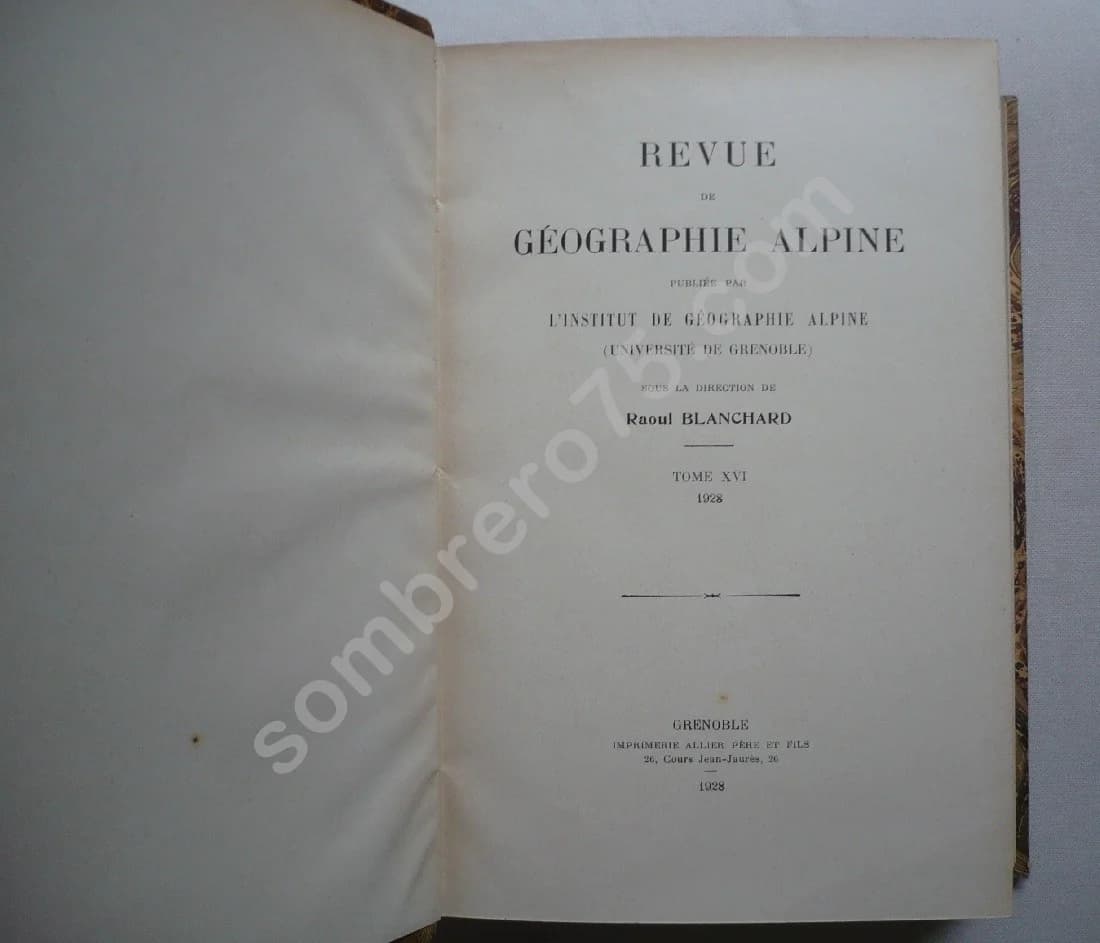 REVUE
DE
GÉOGRAPHIE ALPINE
PUBLIÉE PAR
L'INSTITUT DE GÉOGRAPHIE ALPINE
(UNIVERSITÉ DE GRENOBLE)
SOUS LA DIRECTION DE
Raoul BLANCHARD
TOME XVI
1928
GRENOBLE
IMPRIMERIE ALLIER PÈRE ET FILS
26, Cours Jean-Jaurès, 26
1928
sombrero75.com